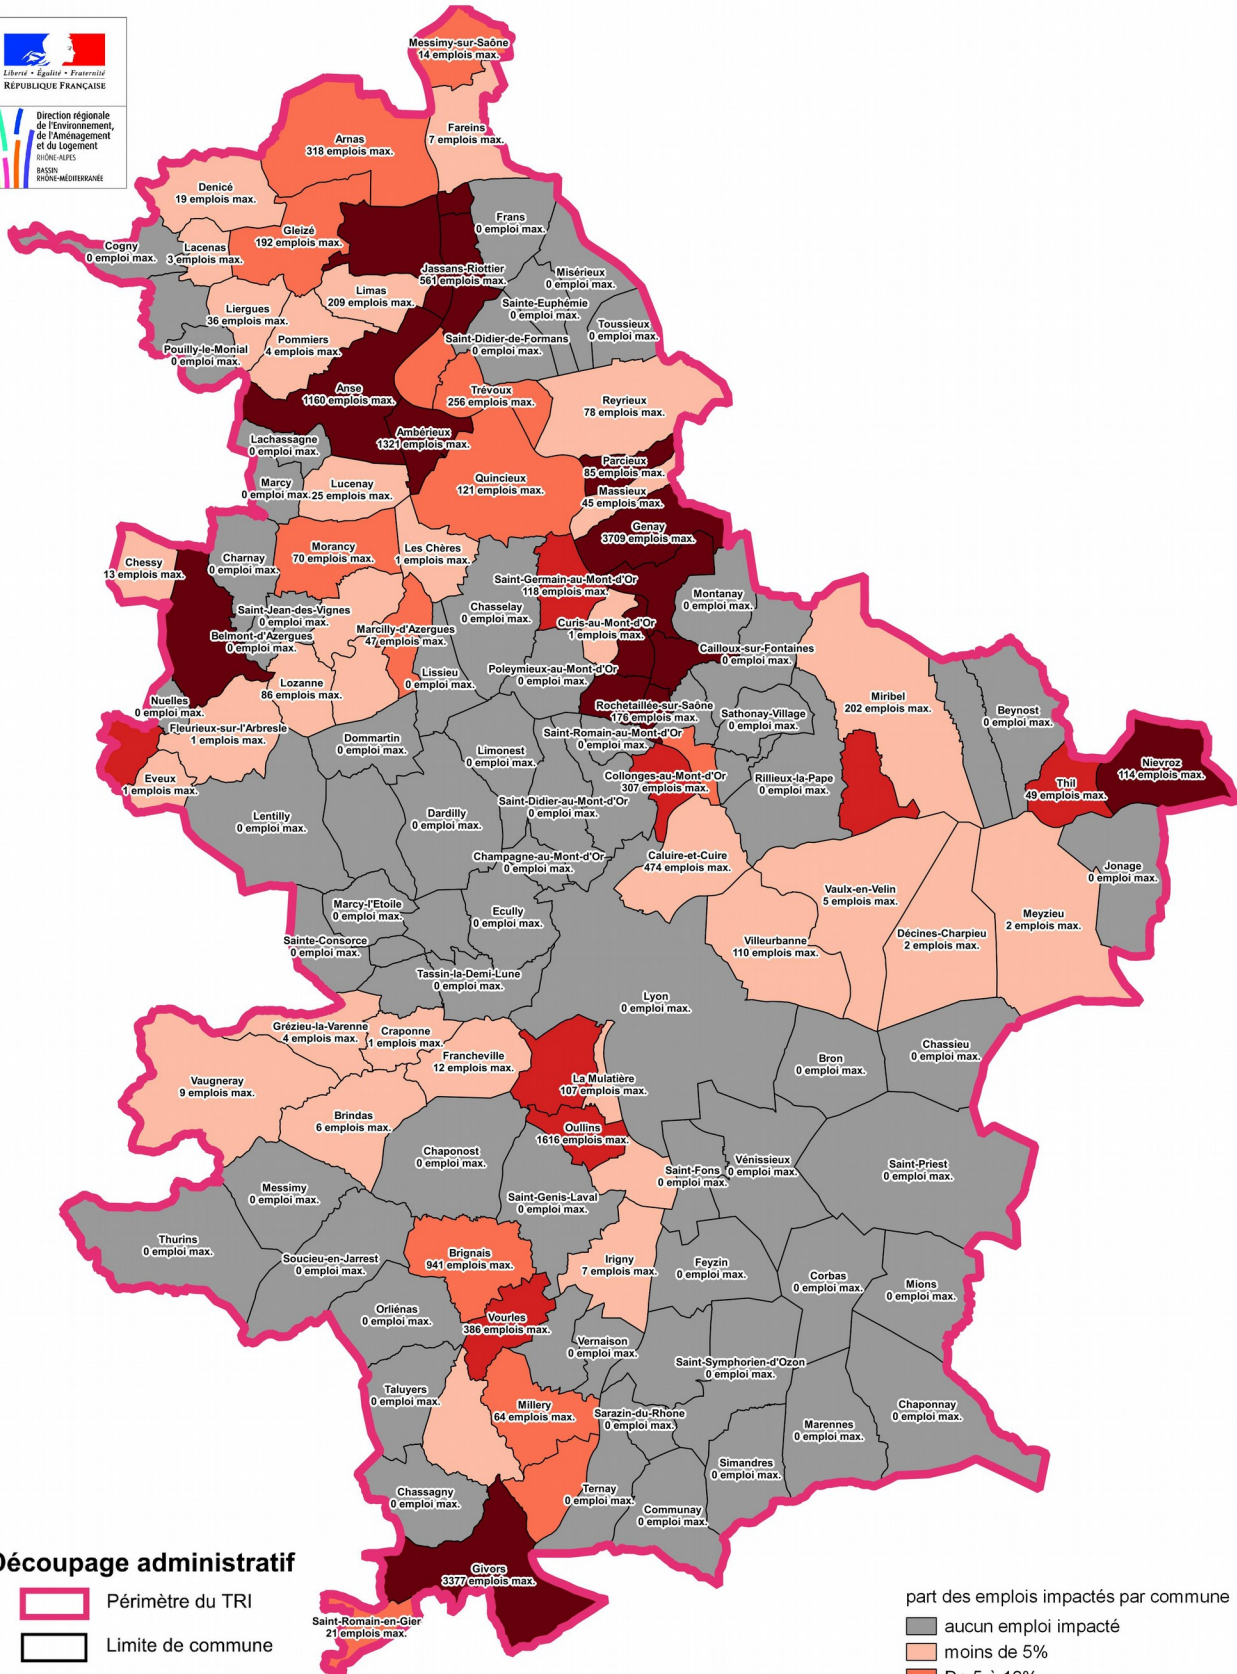 Liberté • Égalité • Fraternité
RÉPUBLIQUE FRANÇAISE
Direction régionale
de l'Environnement,
de l'Aménagement
et du Logement
RHÔNE-ALPES
BASSIN
RHÔNE-MÉDITERRANÉE
Messimy-sur-Saône
14 emplois max.
Fareins
7 emplois max.
Arnas
318 emplois max.
Denicé
19 emplois max.
Frans
0 emploi max.
Gleizé
192 emplois max.
Cogny
0 emploi max.
Lacenas
3 emplois max.
Jassans-Riottier
561 emplois max.
Misérieux
0 emploi max.
Limas
209 emplois max.
Sainte-Euphémie
0 emploi max.
Liergues
36 emplois max.
Toussieux
0 emploi max.
Pommiers
4 emplois max.
Saint-Didier-de-Formans
0 emploi max.
Pouilly-le-Monial
0 emploi max.
Anse
1160 emplois max.
Trévoux
256 emplois max.
Reyrieux
78 emplois max.
Ambérieux
1321 emplois max.
Lachassagne
0 emploi max.
Parcieux
85 emplois max.
Marcy
0 emploi max.
Lucenay
25 emplois max.
Quincieux
121 emplois max.
Massieux
45 emplois max.
Genay
3709 emplois max.
Chessy
13 emplois max.
Charnay
0 emploi max.
Morancy
70 emplois max.
Les Chères
1 emplois max.
Saint-Germain-au-Mont-d'Or
118 emplois max.
Montanay
0 emploi max.
Saint-Jean-des-Vignes
0 emploi max.
Chasselay
0 emploi max.
Curis-au-Mont-d'Or
1 emplois max.
Belmont-d'Azergues
0 emploi max.
Marcilly-d'Azergues
47 emplois max.
Cailloux-sur-Fontaines
0 emploi max.
Lozanne
86 emplois max.
Lissieu
0 emploi max.
Poleymieux-au-Mont-d'Or
0 emploi max.
Nuelles
0 emploi max.
Rochetaillée-sur-Saône
176 emplois max.
Sathonay-Village
0 emploi max.
Miribel
202 emplois max.
Beynost
0 emploi max.
Fleurieux-sur-l'Arbresle
1 emplois max.
Dommartin
0 emploi max.
Limonest
0 emploi max.
Saint-Romain-au-Mont-d'Or
0 emploi max.
Eveux
1 emplois max.
Collonges-au-Mont-d'Or
307 emplois max.
Rillieux-la-Pape
0 emploi max.
Thil
49 emplois max.
Nievroz
114 emplois max.
Lentilly
0 emploi max.
Dardilly
0 emploi max.
Saint-Didier-au-Mont-d'Or
0 emploi max.
Champagne-au-Mont-d'Or
0 emploi max.
Caluire-et-Cuire
474 emplois max.
Jonage
0 emploi max.
Vaulx-en-Velin
5 emplois max.
Marcy-l'Etoile
0 emploi max.
Ecully
0 emploi max.
Meyzieu
2 emplois max.
Sainte-Consorce
0 emploi max.
Villeurbanne
110 emplois max.
Décines-Charpieu
2 emplois max.
Tassin-la-Demi-Lune
0 emploi max.
Lyon
0 emploi max.
Grézieu-la-Varenne
4 emplois max.
Craponne
1 emplois max.
Francheville
12 emplois max.
Bron
0 emploi max.
Chassieu
0 emploi max.
Vaugneray
9 emplois max.
La Mulatière
107 emplois max.
Brindas
6 emplois max.
Oullins
1616 emplois max.
Chaponost
0 emploi max.
Saint-Fons
0 emploi max.
Vénissieux
0 emploi max.
Saint-Priest
0 emploi max.
Messimy
0 emploi max.
Saint-Genis-Laval
0 emploi max.
Thurins
0 emploi max.
Soucieu-en-Jarrest
0 emploi max.
Brignais
941 emplois max.
Irigny
7 emplois max.
Feyzin
0 emploi max.
Corbas
0 emploi max.
Mions
0 emploi max.
Orliénas
0 emploi max.
Vourles
386 emplois max.
Vernaison
0 emploi max.
Saint-Symphorien-d'Ozon
0 emploi max.
Taluyers
0 emploi max.
Millery
64 emplois max.
Sarazin-du-Rhone
0 emploi max.
Marennes
0 emploi max.
Chaponnay
0 emploi max.
Simandres
0 emploi max.
Chassagny
0 emploi max.
Ternay
0 emploi max.
Communay
0 emploi max.
Givors
3377 emplois max.
Saint-Romain-en-Gier
21 emplois max.
Découpage administratif
Périmètre du TRI
Limite de commune
part des emplois impactés par commune
aucun emploi impacté
moins de 5%